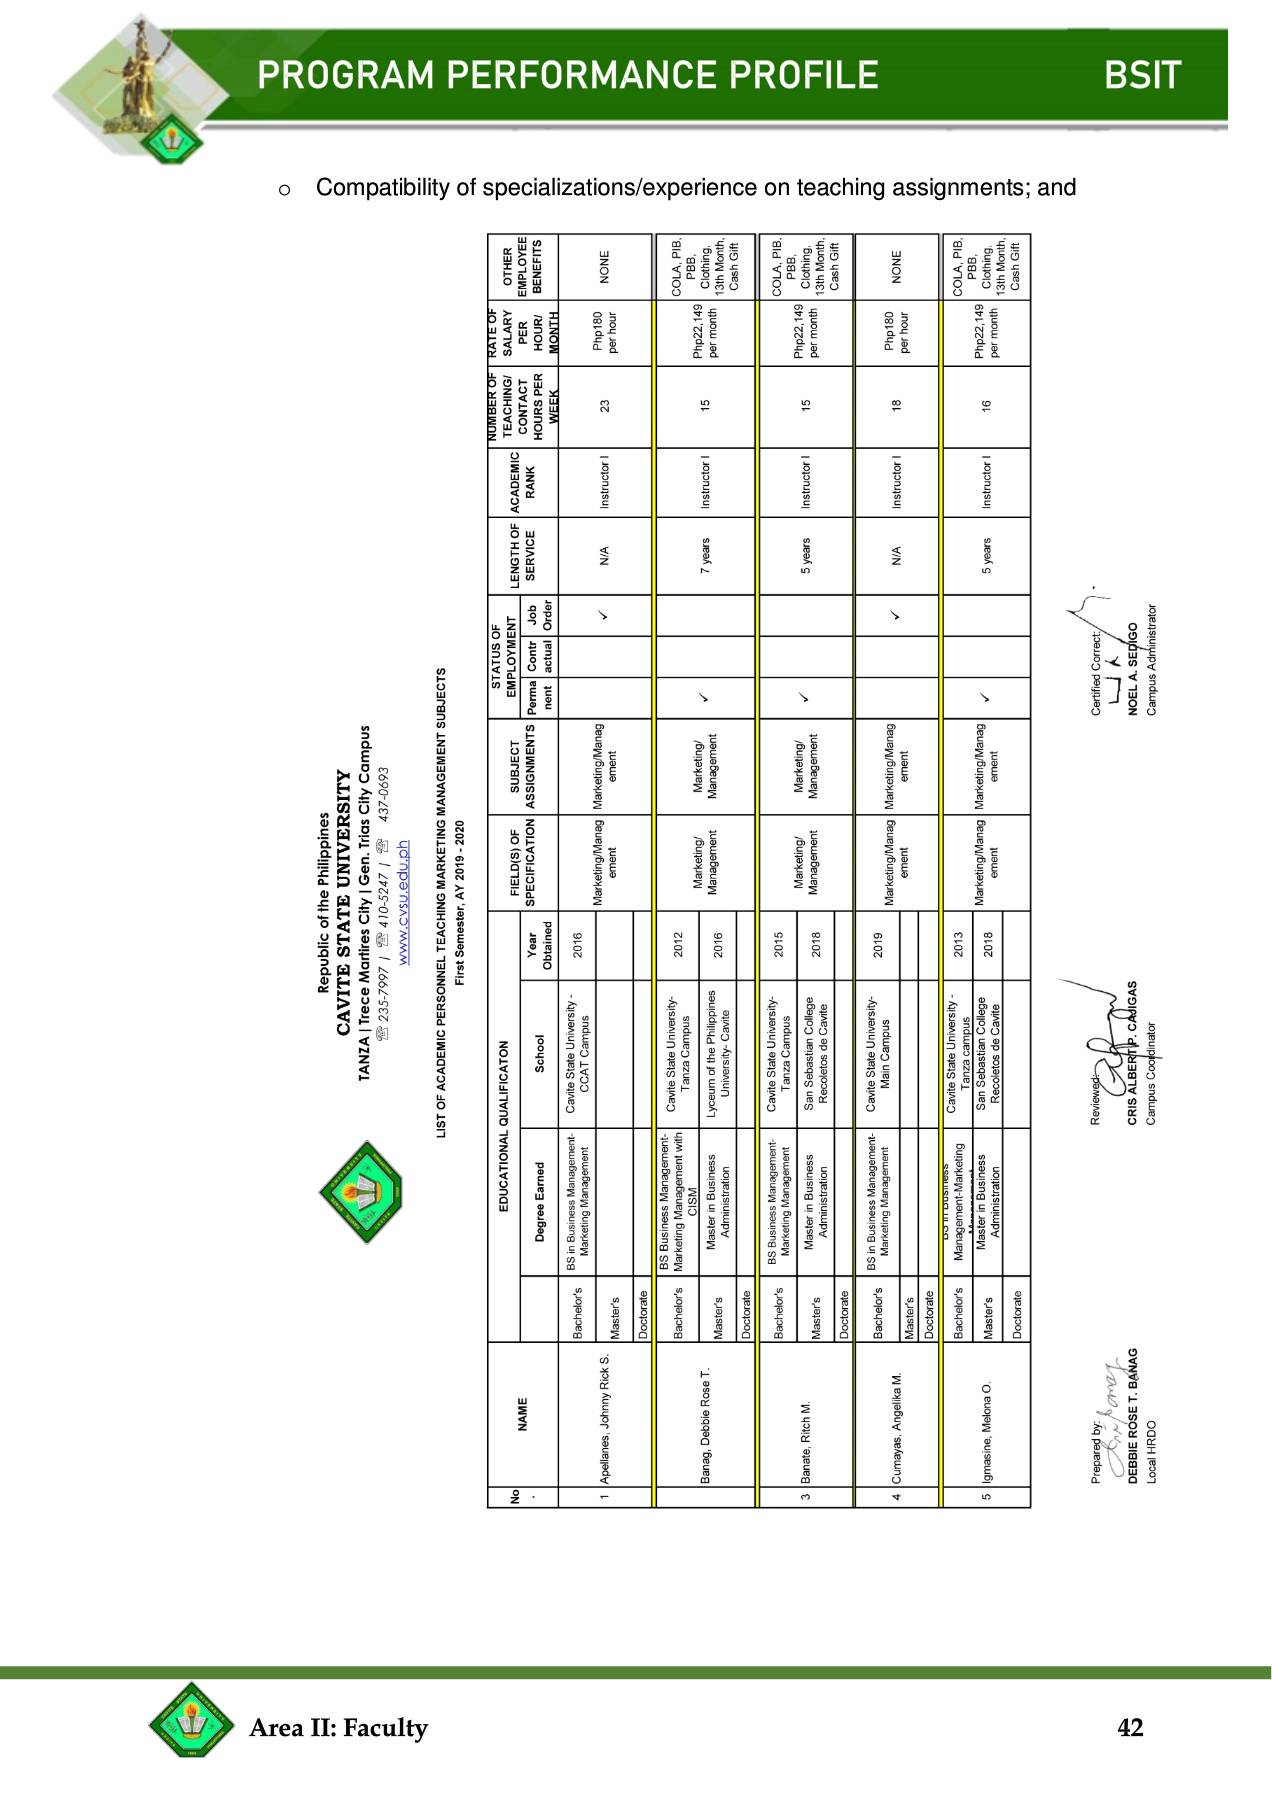 PROGRAM PERFORMANCE PROFILE BSIT
o Compatibility of specializations/experience on teaching assignments; and
Republic of the Philippines
CAVITE STATE UNIVERSITY
TANZA | Trece Martires City | Gen. Trias City Campus
☏ 235-7997 | ☏ 410-5247 | ☏ 437-0693
www.cvsu.edu.ph
LIST OF ACADEMIC PERSONNEL TEACHING MARKETING MANAGEMENT SUBJECTS
First Semester, AY 2019 - 2020
No. NAME EDUCATIONAL QUALIFICATON FIELD(S) OF SPECIFICATION SUBJECT ASSIGNMENTS STATUS OF EMPLOYMENT LENGTH OF SERVICE ACADEMIC RANK NUMBER OF TEACHING/ CONTACT HOURS PER WEEK RATE OF SALARY PER HOUR/ MONTH OTHER EMPLOYEE BENEFITS
Degree Earned School Year Obtained Permanent Contractual Job Order
1 Apellanes, Johnny Rick S. Bachelor's BS in Business Management-Marketing Management Cavite State University - CCAT Campus 2016 Marketing/Management Marketing/Management ✓ N/A Instructor I 23 Php180 per hour NONE
Master's
Doctorate
Banag, Debbie Rose T. Bachelor's BS Business Management-Marketing Management with CISM Cavite State University- Tanza Campus 2012 Marketing/ Management Marketing/ Management ✓ 7 years Instructor I 15 Php22,149 per month COLA, PIB, PBB, Clothing, 13th Month, Cash Gift
Master's Master in Business Administration Lyceum of the Philippines University- Cavite 2016
Doctorate
3 Banate, Ritch M. Bachelor's BS Business Management-Marketing Management Cavite State University- Tanza Campus 2015 Marketing/ Management Marketing/ Management ✓ 5 years Instructor I 15 Php22,149 per month COLA, PIB, PBB, Clothing, 13th Month, Cash Gift
Master's Master in Business Administration San Sebastian College Recoletos de Cavite 2018
Doctorate
4 Cumayas, Angelika M. Bachelor's BS in Business Management-Marketing Management Cavite State University- Main Campus 2019 Marketing/Management Marketing/Management ✓ N/A Instructor I 18 Php180 per hour NONE
Master's
Doctorate
5 Igmasine, Melona O. Bachelor's BS in Business Management-Marketing Management Cavite State University - Tanza campus 2013 Marketing/Management Marketing/Management ✓ 5 years Instructor I 16 Php22,149 per month COLA, PIB, PBB, Clothing, 13th Month, Cash Gift
Master's Master in Business Administration San Sebastian College Recoletos de Cavite 2018
Doctorate
Prepared by: Reviewed: Certified Correct:
DEBBIE ROSE T. BANAG CRIS ALBERT P. CAJIGAS NOEL A. SEDIGO
Local HRDO Campus Coordinator Campus Administrator
Area II: Faculty 42